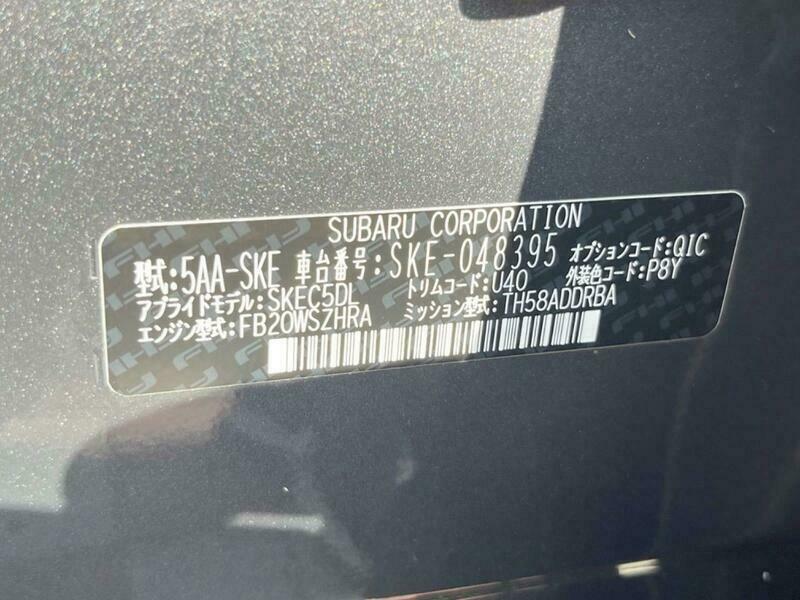 SUBARU CORPORATION
型式:5AA-SKE 車台番号:SKE-048395 オプションコード:QIC
アプライドモデル:SKEC5DL トリムコード:U40 外装色コード:P8Y
エンジン型式:FB20WSZHRA ミッション型式:TH58ADDRBA